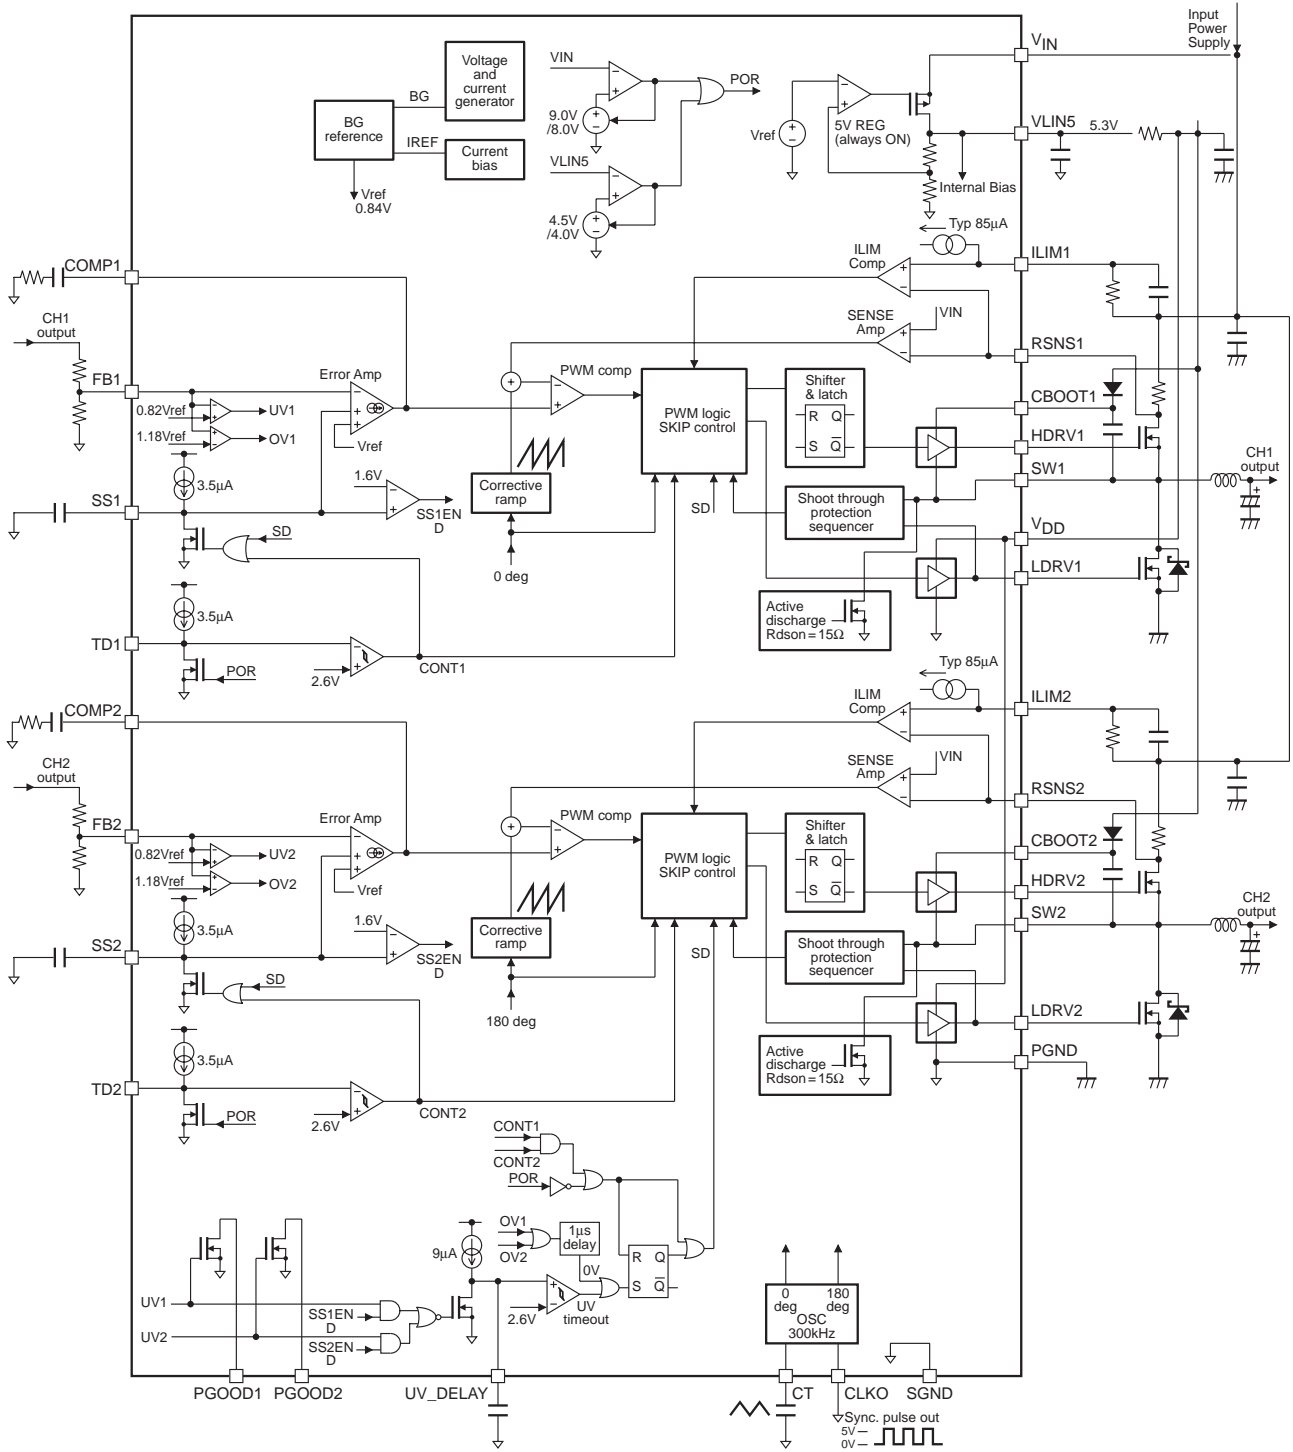 Input
Power
Supply
VIN
Voltage
and
current
generator
VIN
POR
BG
BG
reference
9.0V
/8.0V
IREF
Current
bias
VLIN5
Vref
5V REG
(always ON)
VLIN5
5.3V
Vref
0.84V
4.5V
/4.0V
Internal Bias
Typ 85μA
COMP1
ILIM
Comp
ILIM1
CH1
output
SENSE
Amp
VIN
RSNS1
FB1
Error Amp
PWM comp
PWM logic
SKIP control
Shifter
& latch
R Q
S Q
CBOOT1
0.82Vref
UV1
1.18Vref
OV1
Vref
HDRV1
CH1
output
3.5μA
1.6V
Corrective
ramp
SW1
SS1
SS1EN
D
SD
Shoot through
protection
sequencer
SD
VDD
0 deg
LDRV1
3.5μA
Active
discharge
Rdson=15Ω
TD1
2.6V
CONT1
POR
Typ 85μA
COMP2
ILIM
Comp
ILIM2
CH2
output
SENSE
Amp
VIN
RSNS2
FB2
Error Amp
PWM comp
PWM logic
SKIP control
Shifter
& latch
R Q
S Q
CBOOT2
0.82Vref
UV2
1.18Vref
OV2
Vref
HDRV2
CH2
output
3.5μA
1.6V
Corrective
ramp
SW2
SS2
SS2EN
D
SD
Shoot through
protection
sequencer
SD
180 deg
LDRV2
3.5μA
Active
discharge
Rdson=15Ω
PGND
TD2
2.6V
CONT2
POR
CONT1
CONT2
POR
OV1
OV2
1μs
delay
9μA
0V
R Q
S Q
UV1
UV2
SS1EN
D
SS2EN
D
2.6V
UV
timeout
0
deg
180
deg
OSC
300kHz
PGOOD1
PGOOD2
UV_DELAY
CT
CLKO
SGND
Sync. pulse out
5V
0V